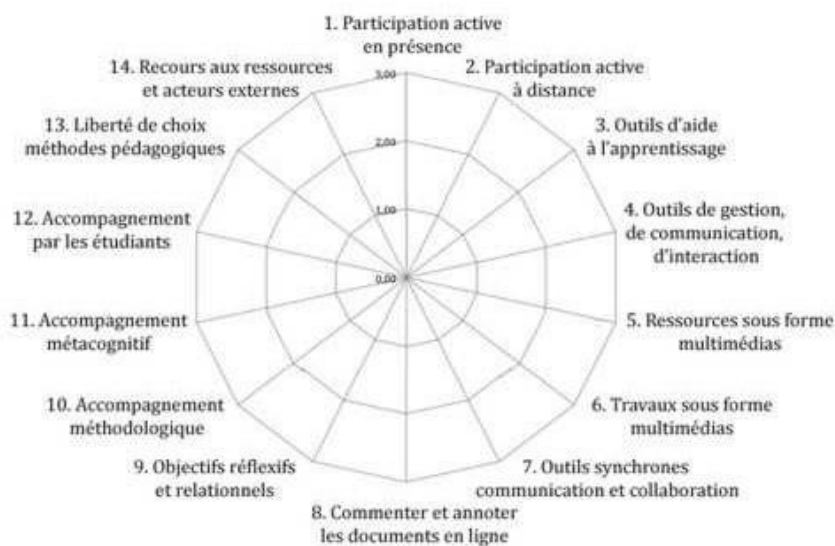 1. Participation active
en présence
2. Participation active
à distance
3. Outils d'aide
à l'apprentissage
4. Outils de gestion,
de communication,
d'interaction
5. Ressources sous forme
multimédias
6. Travaux sous forme
multimédias
7. Outils synchrones
communication et collaboration
8. Commenter et annoter
les documents en ligne
9. Objectifs réflexifs
et relationnels
10. Accompagnement
méthodologique
11. Accompagnement
métacognitif
12. Accompagnement
par les étudiants
13. Liberté de choix
méthodes pédagogiques
14. Recours aux ressources
et acteurs externes
3,00
2,00
1,00
0,00